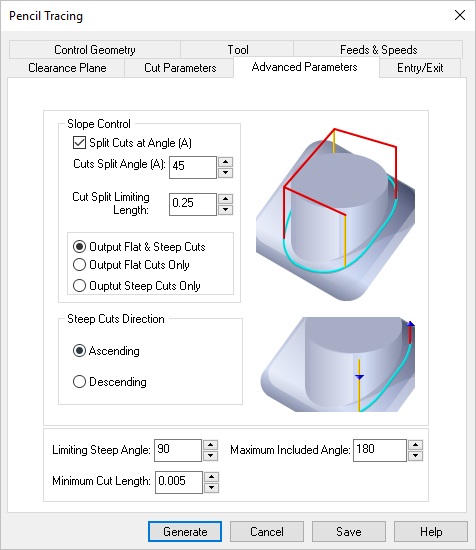 Pencil Tracing
Control Geometry Tool Feeds & Speeds
Clearance Plane Cut Parameters Advanced Parameters Entry/Exit
Slope Control
Split Cuts at Angle (A)
Cuts Split Angle (A): 45
Cut Split Limiting
Length: 0.25
Output Flat & Steep Cuts
Output Flat Cuts Only
Ouptut Steep Cuts Only
Steep Cuts Direction
Ascending
Descending
Limiting Steep Angle: 90 Maximum Included Angle: 180
Minimum Cut Length: 0.005
Generate Cancel Save Help